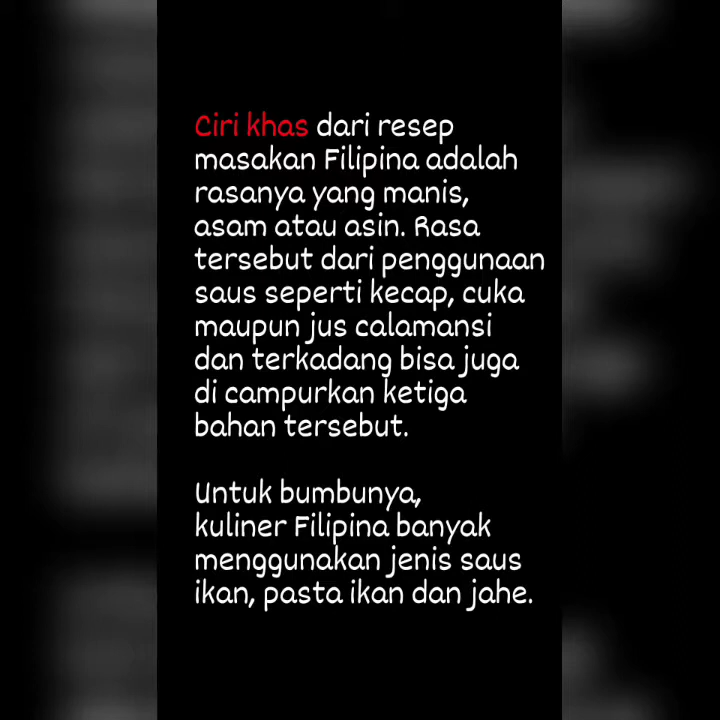 Ciri khas dari resep
masakan Filipina adalah
rasanya yang manis,
asam atau asin. Rasa
tersebut dari penggunaan
saus seperti kecap, cuka
maupun jus calamansi
dan terkadang bisa juga
di campurkan ketiga
bahan tersebut.
Untuk bumbunya,
kuliner Filipina banyak
menggunakan jenis saus
ikan, pasta ikan dan jahe.